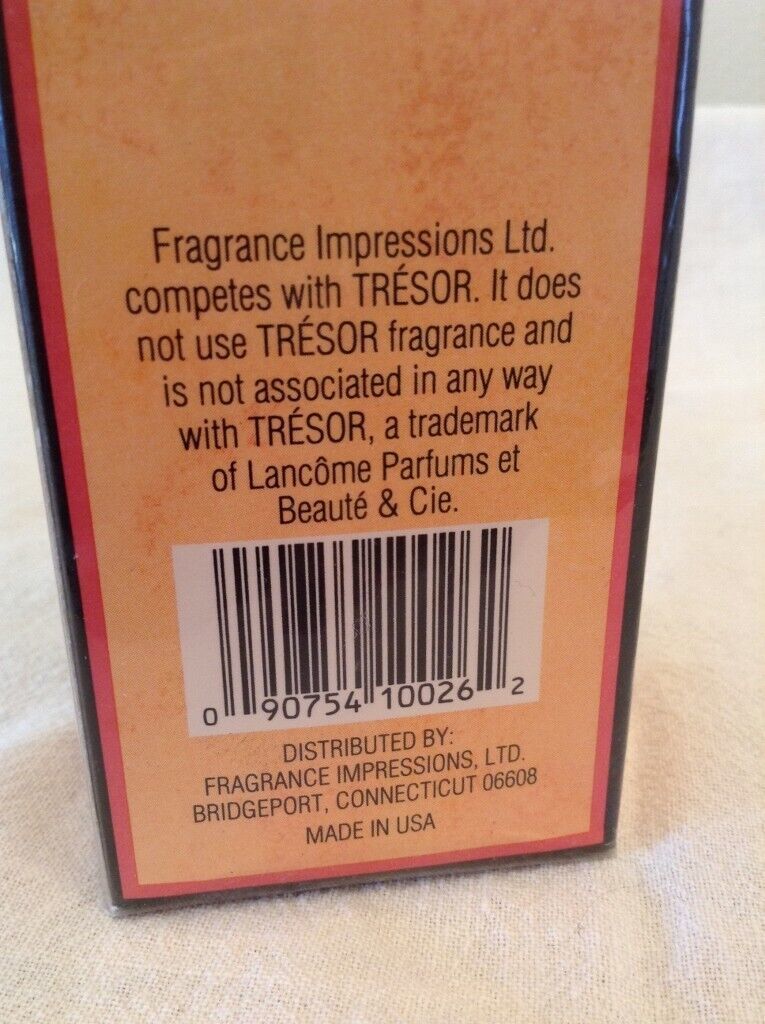 Fragrance Impressions Ltd.
competes with TRÉSOR. It does
not use TRÉSOR fragrance and
is not associated in any way
with TRÉSOR, a trademark
of Lancôme Parfums et
Beauté & Cie.
0 90754 10026 2
DISTRIBUTED BY:
FRAGRANCE IMPRESSIONS, LTD.
BRIDGEPORT, CONNECTICUT 06608
MADE IN USA